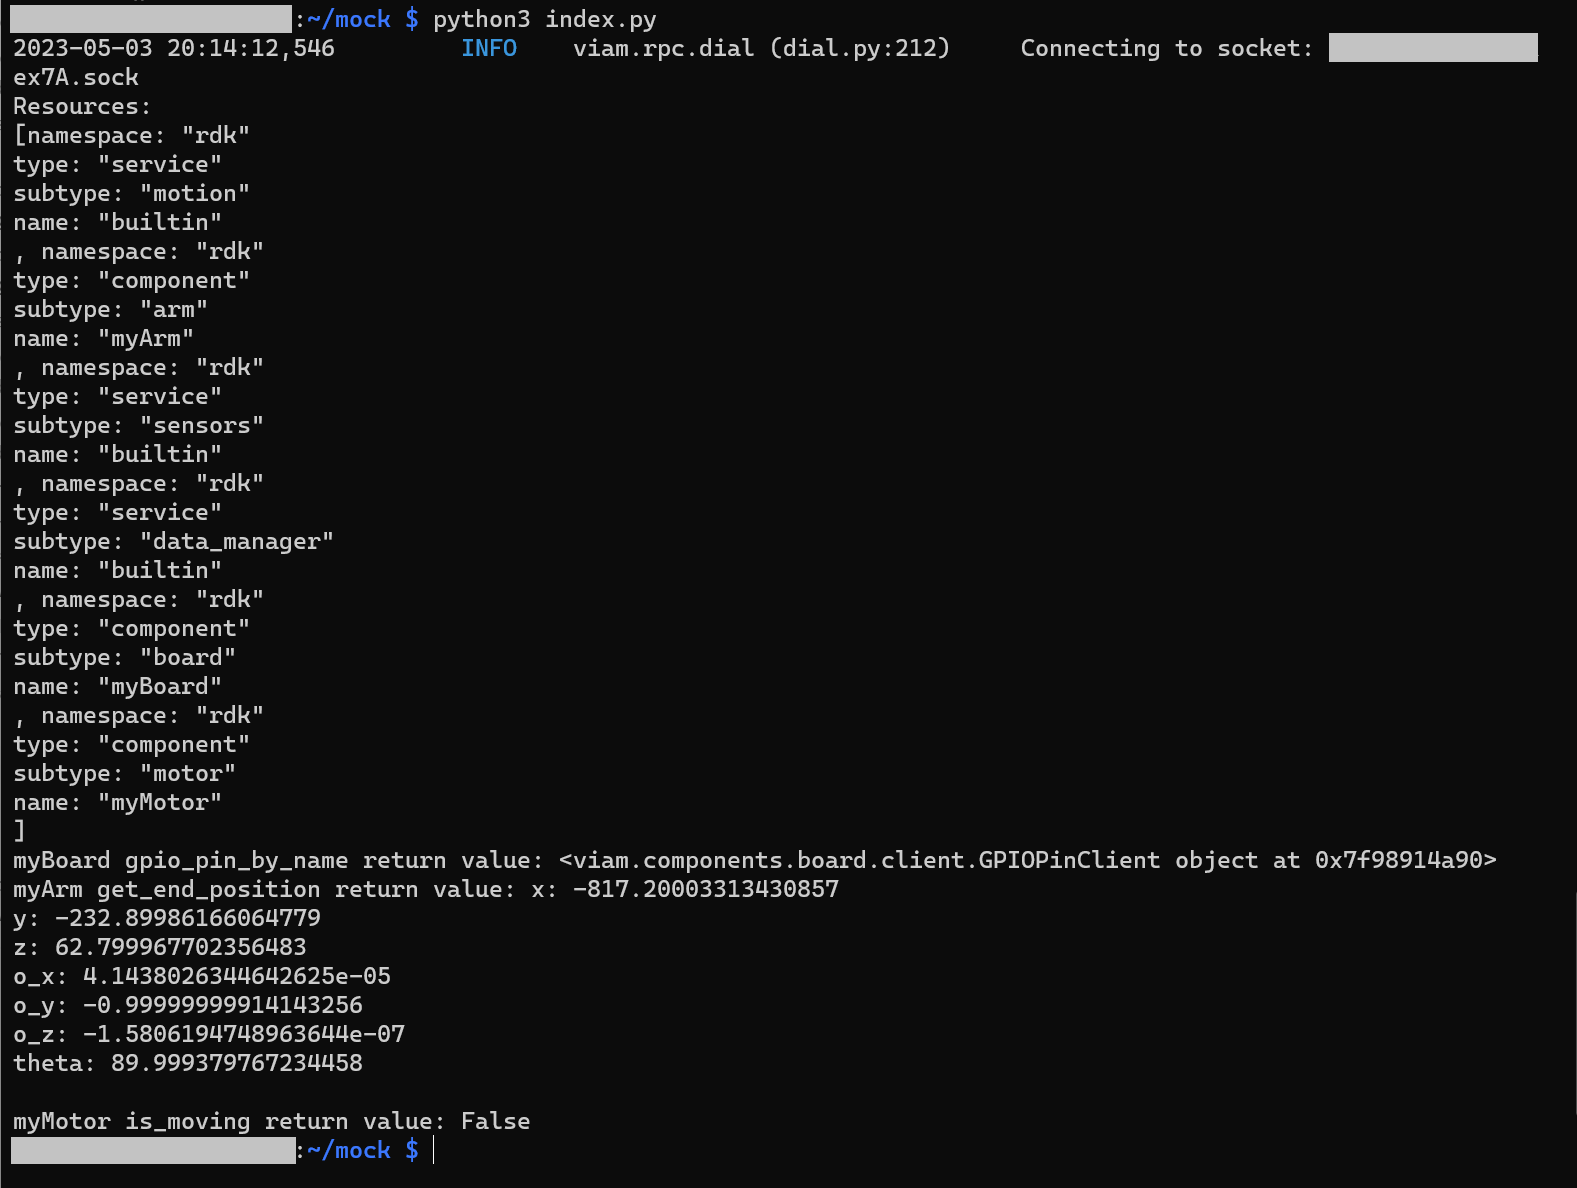 :~/mock $ python3 index.py
2023-05-03 20:14:12,546 INFO viam.rpc.dial (dial.py:212) Connecting to socket:
ex7A.sock
Resources:
[namespace: "rdk"
type: "service"
subtype: "motion"
name: "builtin"
, namespace: "rdk"
type: "component"
subtype: "arm"
name: "myArm"
, namespace: "rdk"
type: "service"
subtype: "sensors"
name: "builtin"
, namespace: "rdk"
type: "service"
subtype: "data_manager"
name: "builtin"
, namespace: "rdk"
type: "component"
subtype: "board"
name: "myBoard"
, namespace: "rdk"
type: "component"
subtype: "motor"
name: "myMotor"
]
myBoard gpio_pin_by_name return value: <viam.components.board.client.GPIOPinClient object at 0x7f98914a90>
myArm get_end_position return value: x: -817.20003313430857
y: -232.89986166064779
z: 62.799967702356483
o_x: 4.1438026344642625e-05
o_y: -0.99999999914143256
o_z: -1.5806194748963644e-07
theta: 89.999379767234458
myMotor is_moving return value: False
:~/mock $